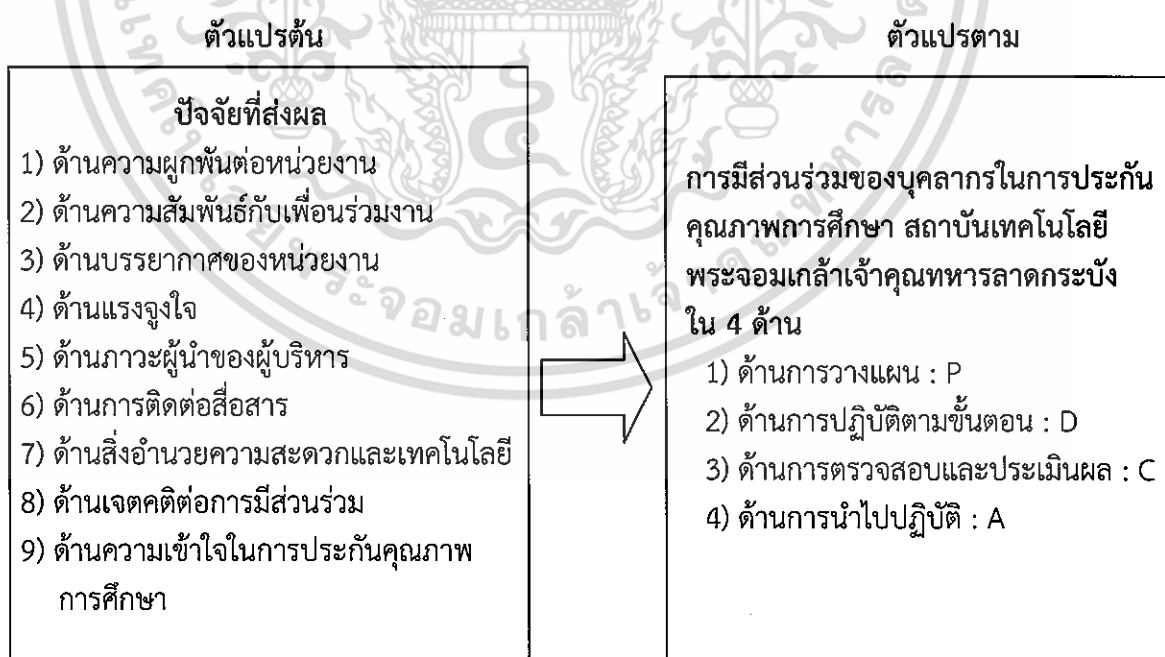 ตัวแปรต้น
ปัจจัยที่ส่งผล
1) ด้านความผูกพันต่อหน่วยงาน
2) ด้านความสัมพันธ์กับเพื่อนร่วมงาน
3) ด้านบรรยากาศของหน่วยงาน
4) ด้านแรงจูงใจ
5) ด้านภาวะผู้นำของผู้บริหาร
6) ด้านการติดต่อสื่อสาร
7) ด้านสิ่งอำนวยความสะดวกและเทคโนโลยี
8) ด้านเจตคติต่อการมีส่วนร่วม
9) ด้านความเข้าใจในการประกันคุณภาพ
การศึกษา
ตัวแปรตาม
การมีส่วนร่วมของบุคลากรในการประกัน
คุณภาพการศึกษา สถาบันเทคโนโลยี
พระจอมเกล้าเจ้าคุณทหารลาดกระบัง
ใน 4 ด้าน
1) ด้านการวางแผน : P
2) ด้านการปฏิบัติตามขั้นตอน : D
3) ด้านการตรวจสอบและประเมินผล : C
4) ด้านการนำไปปฏิบัติ : A